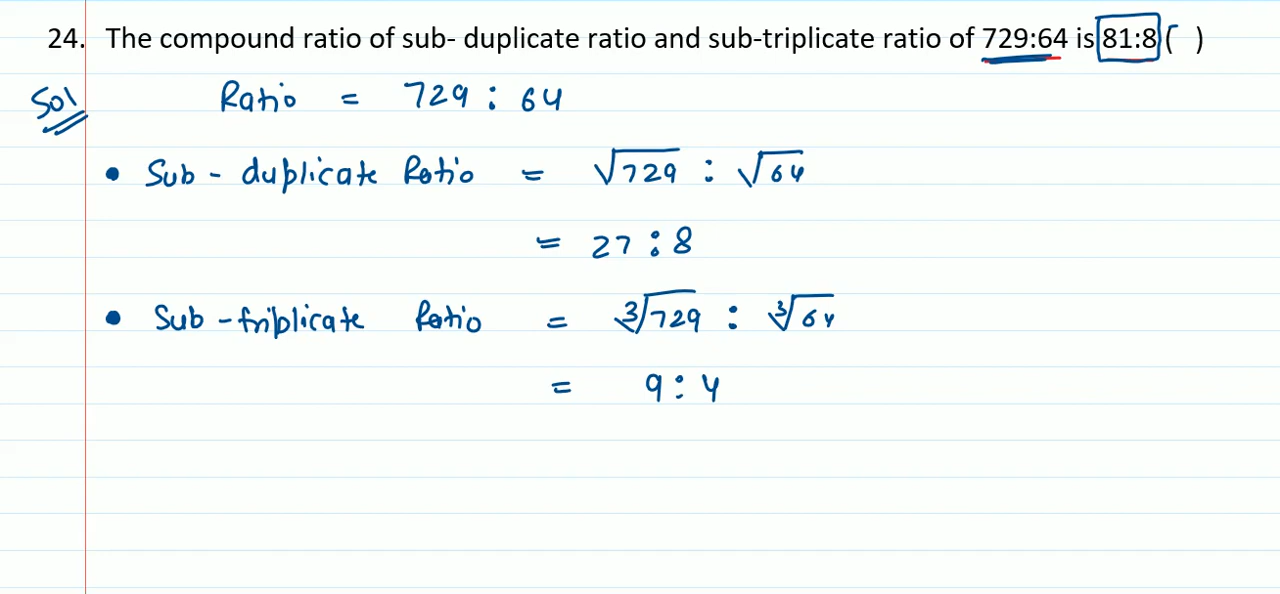 24. The compound ratio of sub- duplicate ratio and sub-triplicate ratio of 729:64 is 81:8 ( )
Sol Ratio = 729 : 64
• Sub - duplicate Ratio = √729 : √64
= 27 : 8
• Sub - triplicate Ratio = ∛729 : ∛64
= 9 : 4